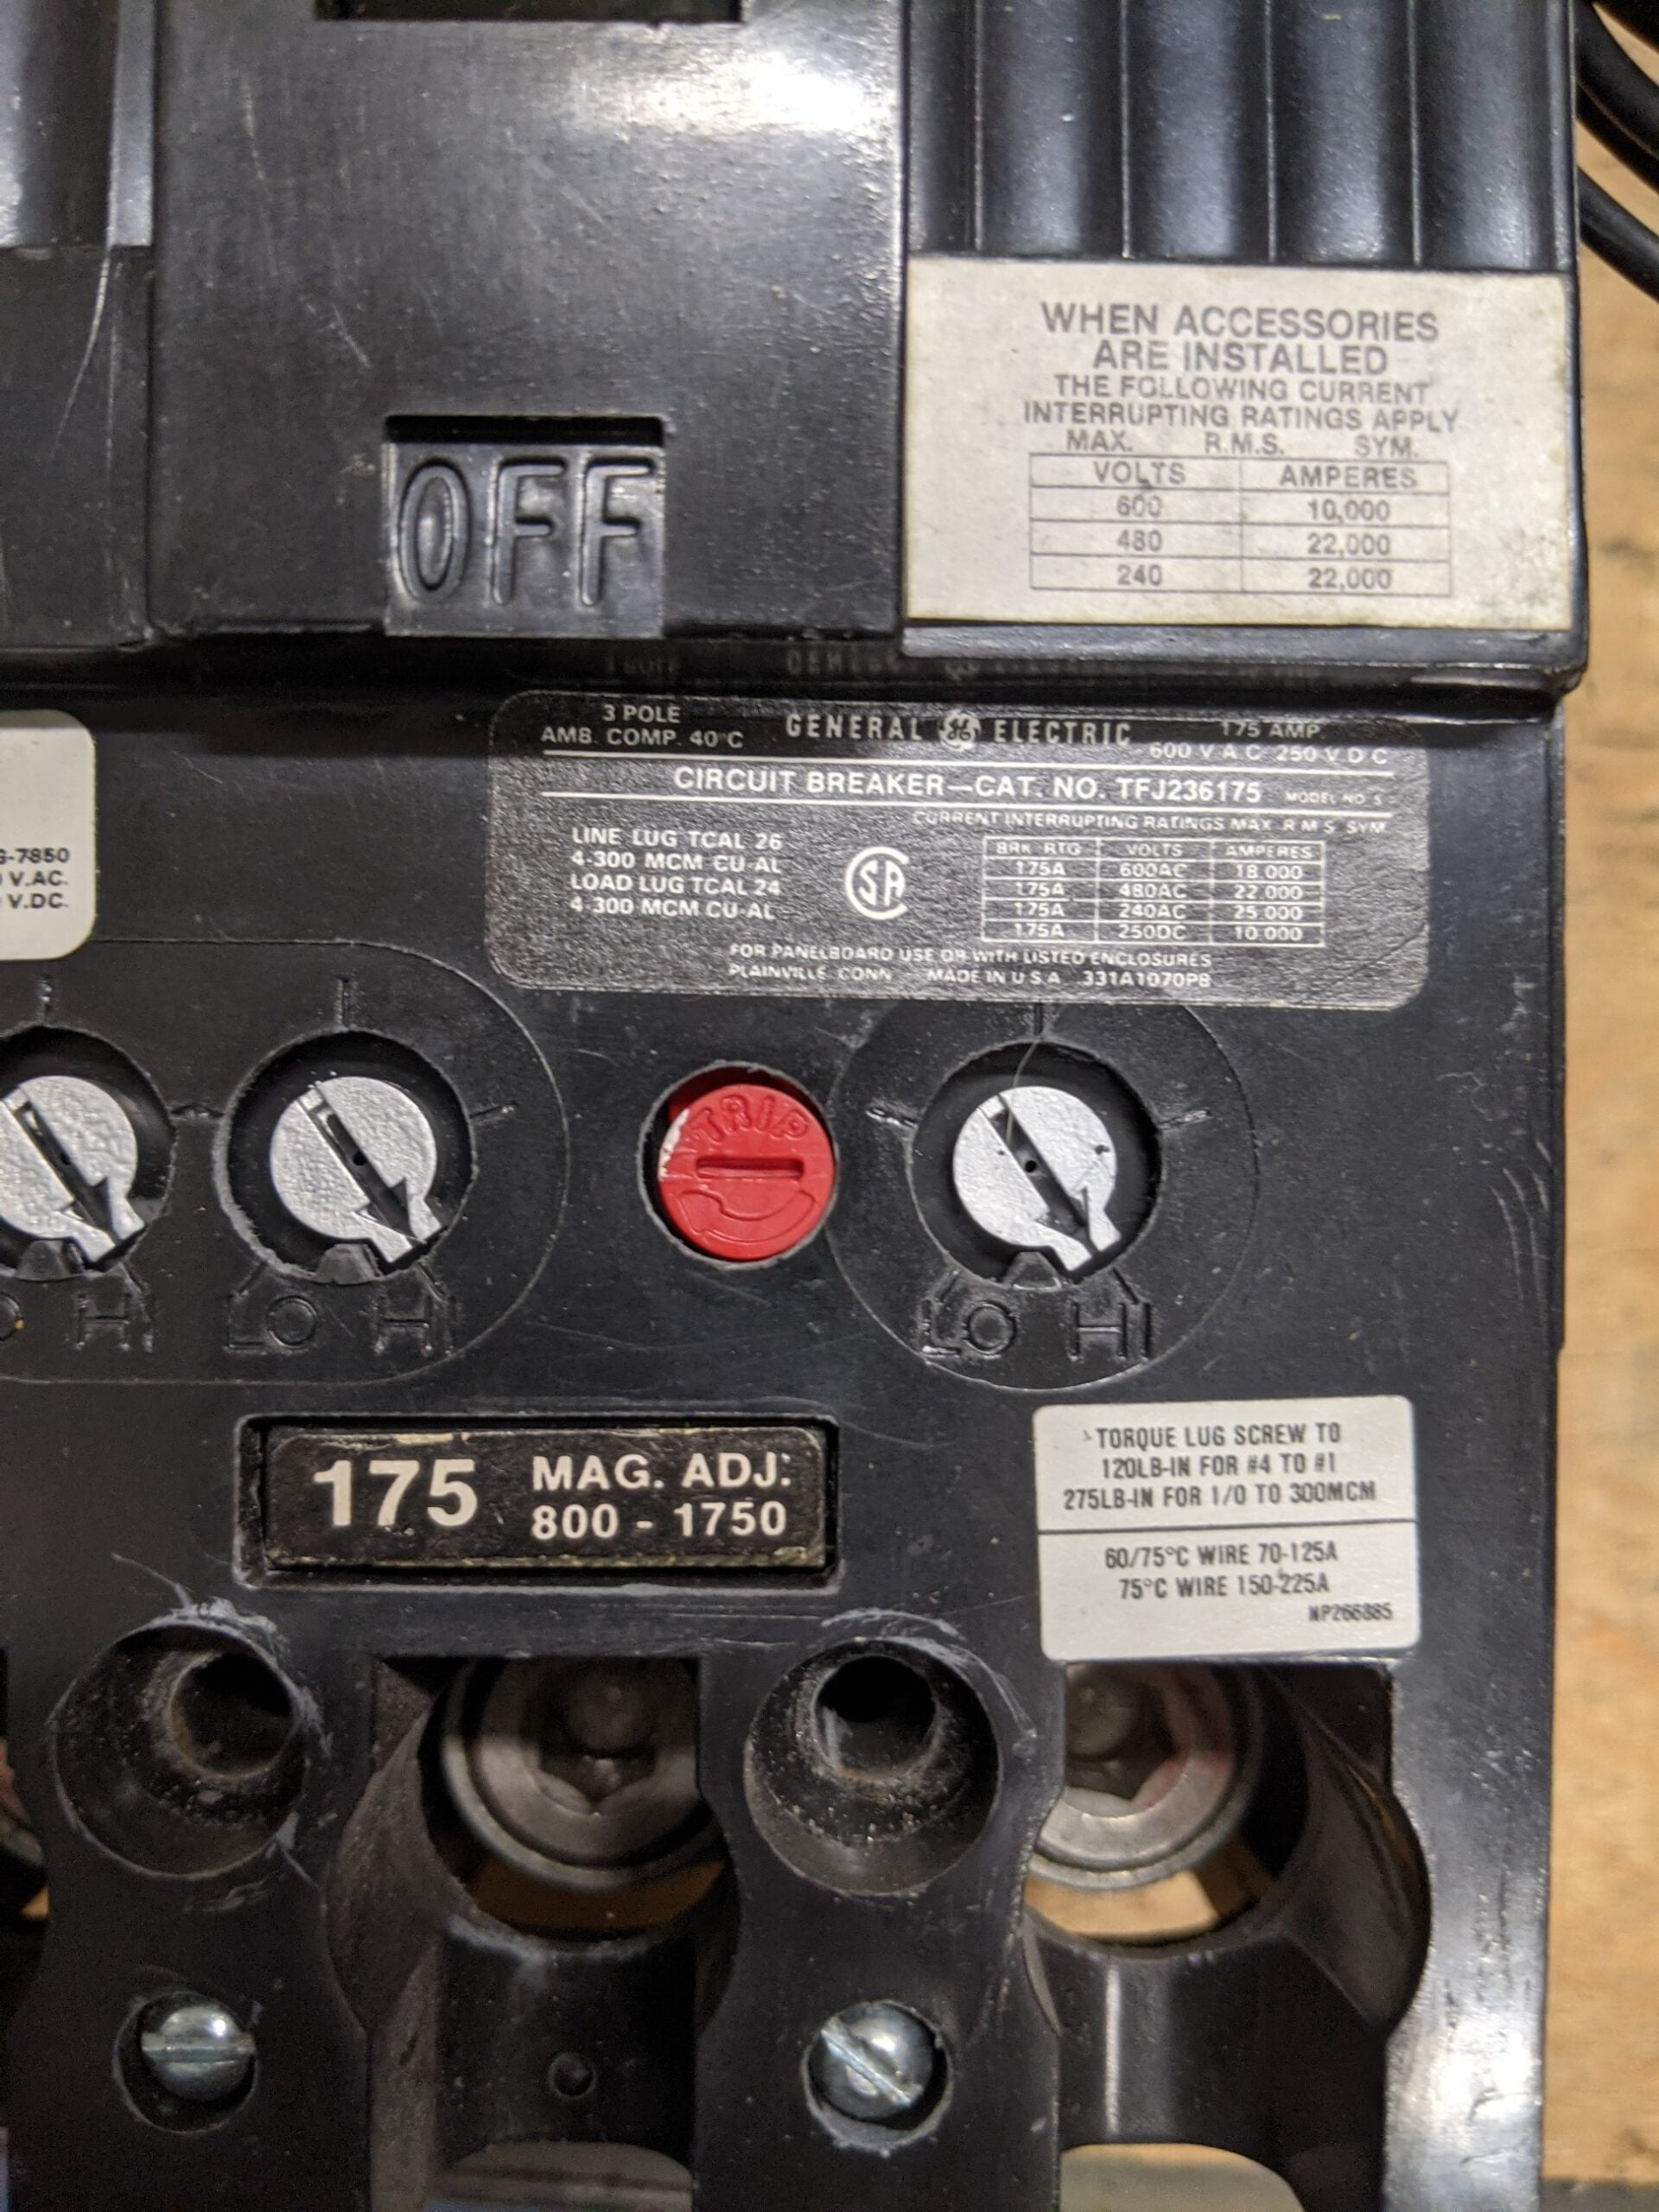 WHEN ACCESSORIES
ARE INSTALLED
THE FOLLOWING CURRENT
INTERRUPTING RATINGS APPLY
MAX. R.M.S. SYM.
VOLTS AMPERES
600 10,000
480 22,000
240 22,000
OFF
3 POLE
AMB. COMP. 40°C
GENERAL GE ELECTRIC
175 AMP.
600 V A C 250 V D C
CIRCUIT BREAKER—CAT. NO. TFJ236175 MODEL NO. 5
CURRENT INTERRUPTING RATINGS MAX. R M S SYM.
LINE LUG TCAL 26
4-300 MCM CU-AL
LOAD LUG TCAL 24
4-300 MCM CU-AL
BRK RTG VOLTS AMPERES
175A 600AC 18 000
175A 480AC 22 000
175A 240AC 25 000
175A 250DC 10 000
FOR PANELBOARD USE OR WITH LISTED ENCLOSURES
PLAINVILLE, CONN MADE IN U S A 331A1070P8
-7850
V.AC.
V.DC.
TRIP
HI
LO HI
LO HI
175 MAG. ADJ.
800 - 1750
TORQUE LUG SCREW TO
120LB-IN FOR #4 TO #1
275LB-IN FOR 1/0 TO 300MCM
60/75°C WIRE 70-125A
75°C WIRE 150-225A
NP266885